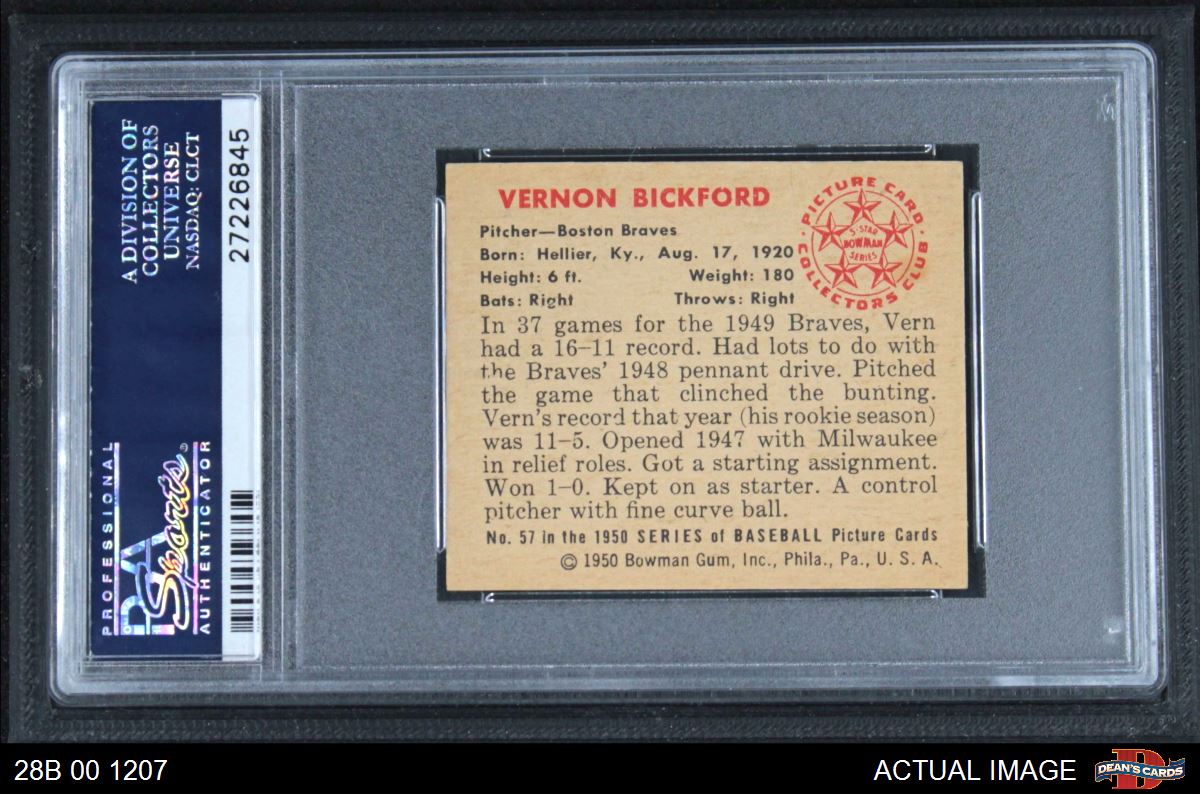 A DIVISION OF
COLLECTORS
UNIVERSE
NASDAQ: CLCT
27226845
PROFESSIONAL
PSA
Sports®
AUTHENTICATOR
VERNON BICKFORD
Pitcher—Boston Braves
Born: Hellier, Ky., Aug. 17, 1920
Height: 6 ft. Weight: 180
Bats: Right Throws: Right
PICTURE CARD
COLLECTORS CLUB
5-STAR
BOWMAN
SERIES
In 37 games for the 1949 Braves, Vern
had a 16–11 record. Had lots to do with
the Braves' 1948 pennant drive. Pitched
the game that clinched the bunting.
Vern's record that year (his rookie season)
was 11–5. Opened 1947 with Milwaukee
in relief roles. Got a starting assignment.
Won 1–0. Kept on as starter. A control
pitcher with fine curve ball.
No. 57 in the 1950 SERIES of BASEBALL Picture Cards
© 1950 Bowman Gum, Inc., Phila., Pa., U. S. A.
28B 00 1207
ACTUAL IMAGE
D
DEAN'S CARDS